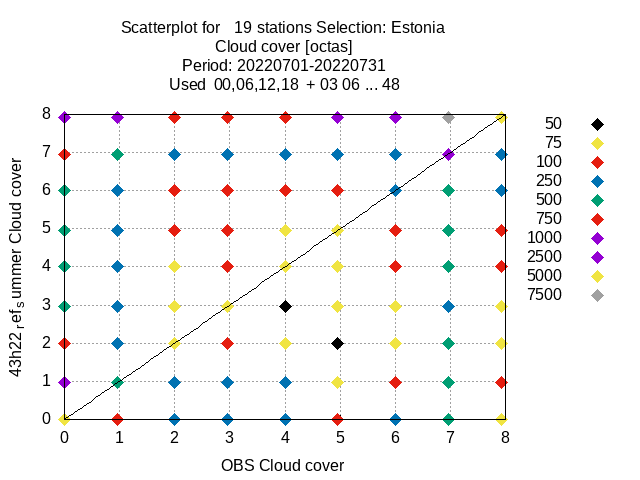 Scatterplot for 19 stations Selection: Estonia
Cloud cover [octas]
Period: 20220701-20220731
Used 00,06,12,18 + 03 06 ... 48
43h22_ref_summer Cloud cover
8
7
6
5
4
3
2
1
0
0 1 2 3 4 5 6 7 8
OBS Cloud cover
50
75
100
250
500
750
1000
2500
5000
7500